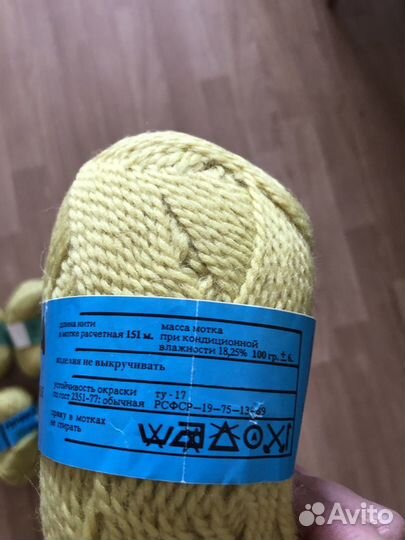 длина нити
в мотке расчетная 151 м.
масса мотка
при кондиционной
влажности 18,25% 100 гр. ± 6.
изделия не выкручивать
устойчивость окраски
по гост 2351-77: обычная
ту - 17
РСФСР-19-75-13-89
пряжу в мотках
не стирать
Avito